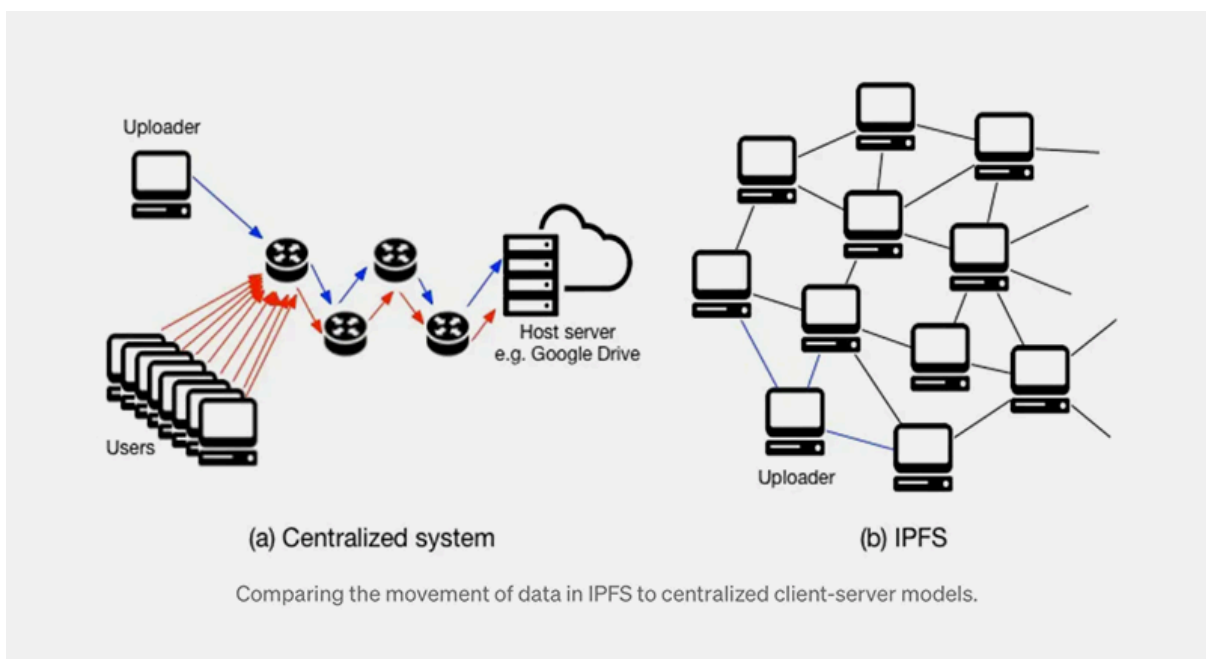 Uploader
Users
Host server
e.g. Google Drive
(a) Centralized system
Uploader
(b) IPFS
Comparing the movement of data in IPFS to centralized client-server models.